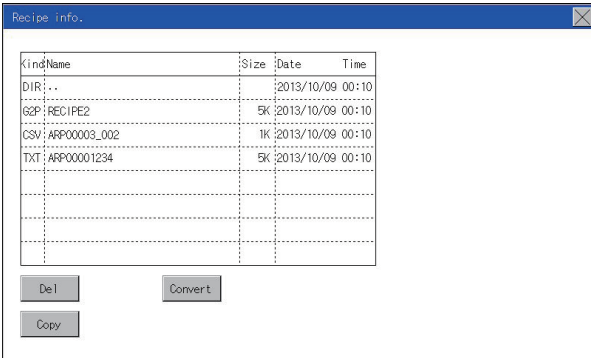 Recipe info.
Kind Name Size Date Time
DIR .. 2013/10/09 00:10
G2P RECIPE2 5K 2013/10/09 00:10
CSV ARP00003_002 1K 2013/10/09 00:10
TXT ARP00001234 5K 2013/10/09 00:10
Del Convert
Copy